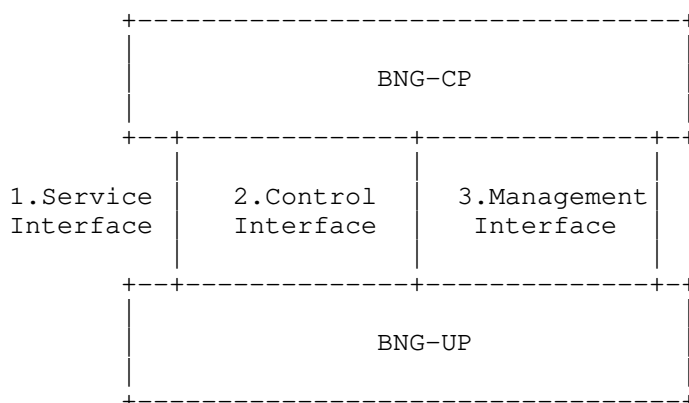 BNG-CP
1.Service 2.Control 3.Management
Interface Interface Interface
BNG-UP